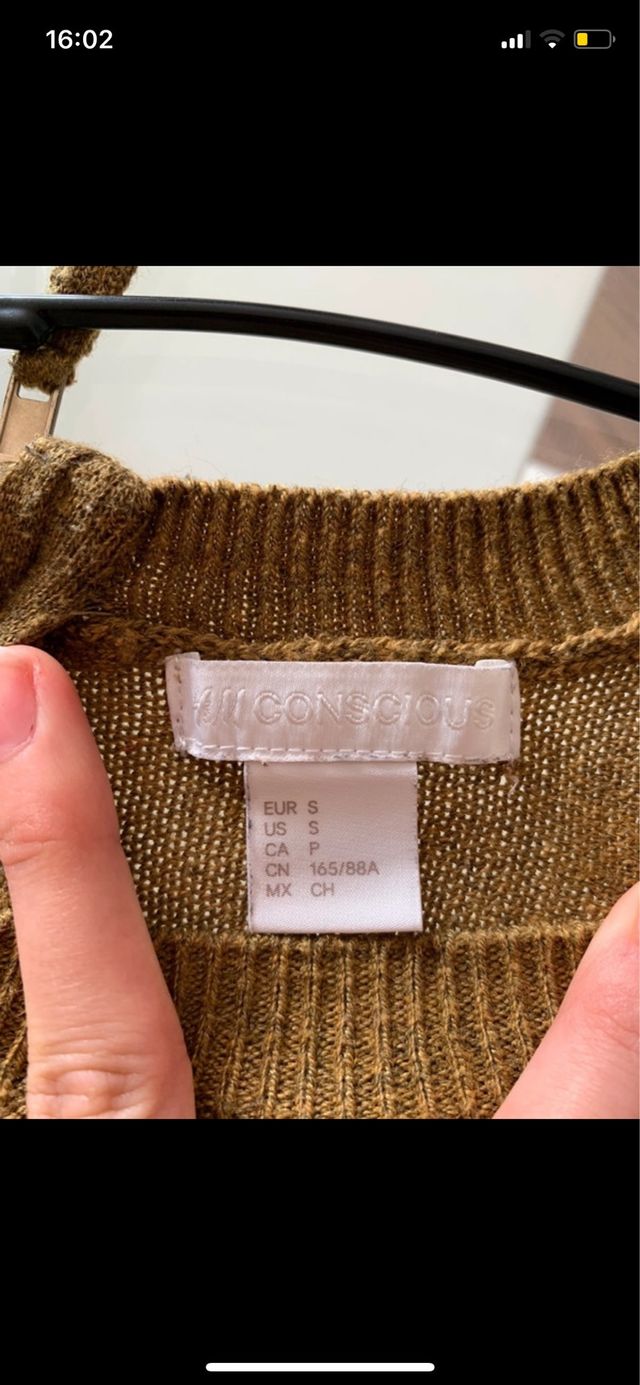 16:02
H&M CONSCIOUS
EUR S
US S
CA P
CN 165/88A
MX CH